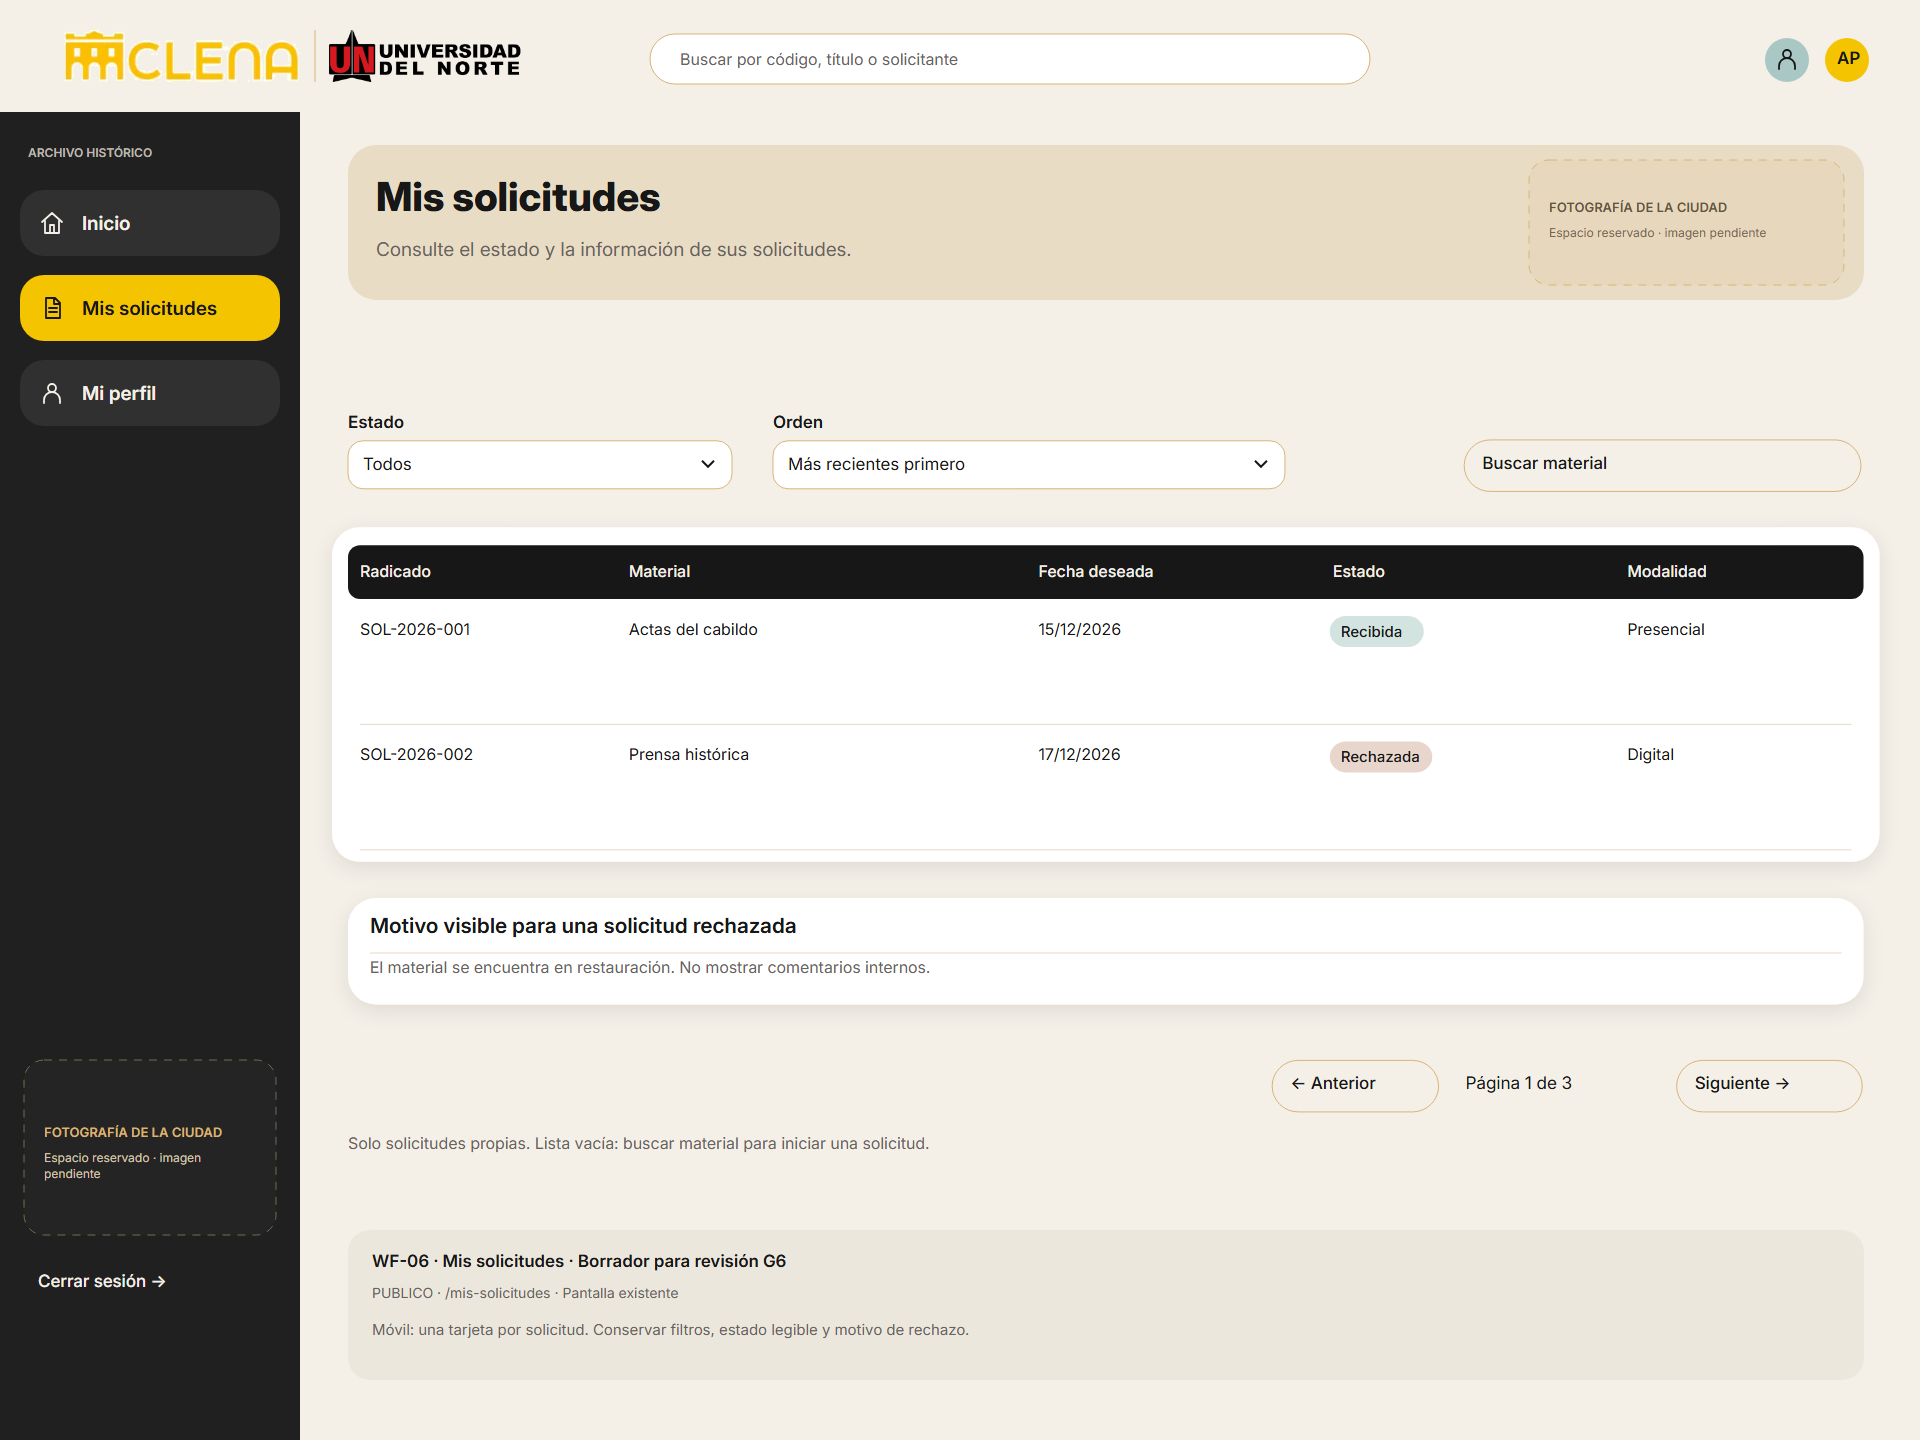 CLENA
UNIVERSIDAD
DEL NORTE
UN
Buscar por código, título o solicitante
AP
ARCHIVO HISTÓRICO
Inicio
Mis solicitudes
Mi perfil
FOTOGRAFÍA DE LA CIUDAD
Espacio reservado · imagen
pendiente
Cerrar sesión →
Mis solicitudes
Consulte el estado y la información de sus solicitudes.
FOTOGRAFÍA DE LA CIUDAD
Espacio reservado · imagen pendiente
Estado
Todos
Orden
Más recientes primero
Buscar material
Radicado Material Fecha deseada Estado Modalidad
SOL-2026-001 Actas del cabildo 15/12/2026 Recibida Presencial
SOL-2026-002 Prensa histórica 17/12/2026 Rechazada Digital
Motivo visible para una solicitud rechazada
El material se encuentra en restauración. No mostrar comentarios internos.
← Anterior Página 1 de 3 Siguiente →
Solo solicitudes propias. Lista vacía: buscar material para iniciar una solicitud.
WF-06 · Mis solicitudes · Borrador para revisión G6
PUBLICO · /mis-solicitudes · Pantalla existente
Móvil: una tarjeta por solicitud. Conservar filtros, estado legible y motivo de rechazo.